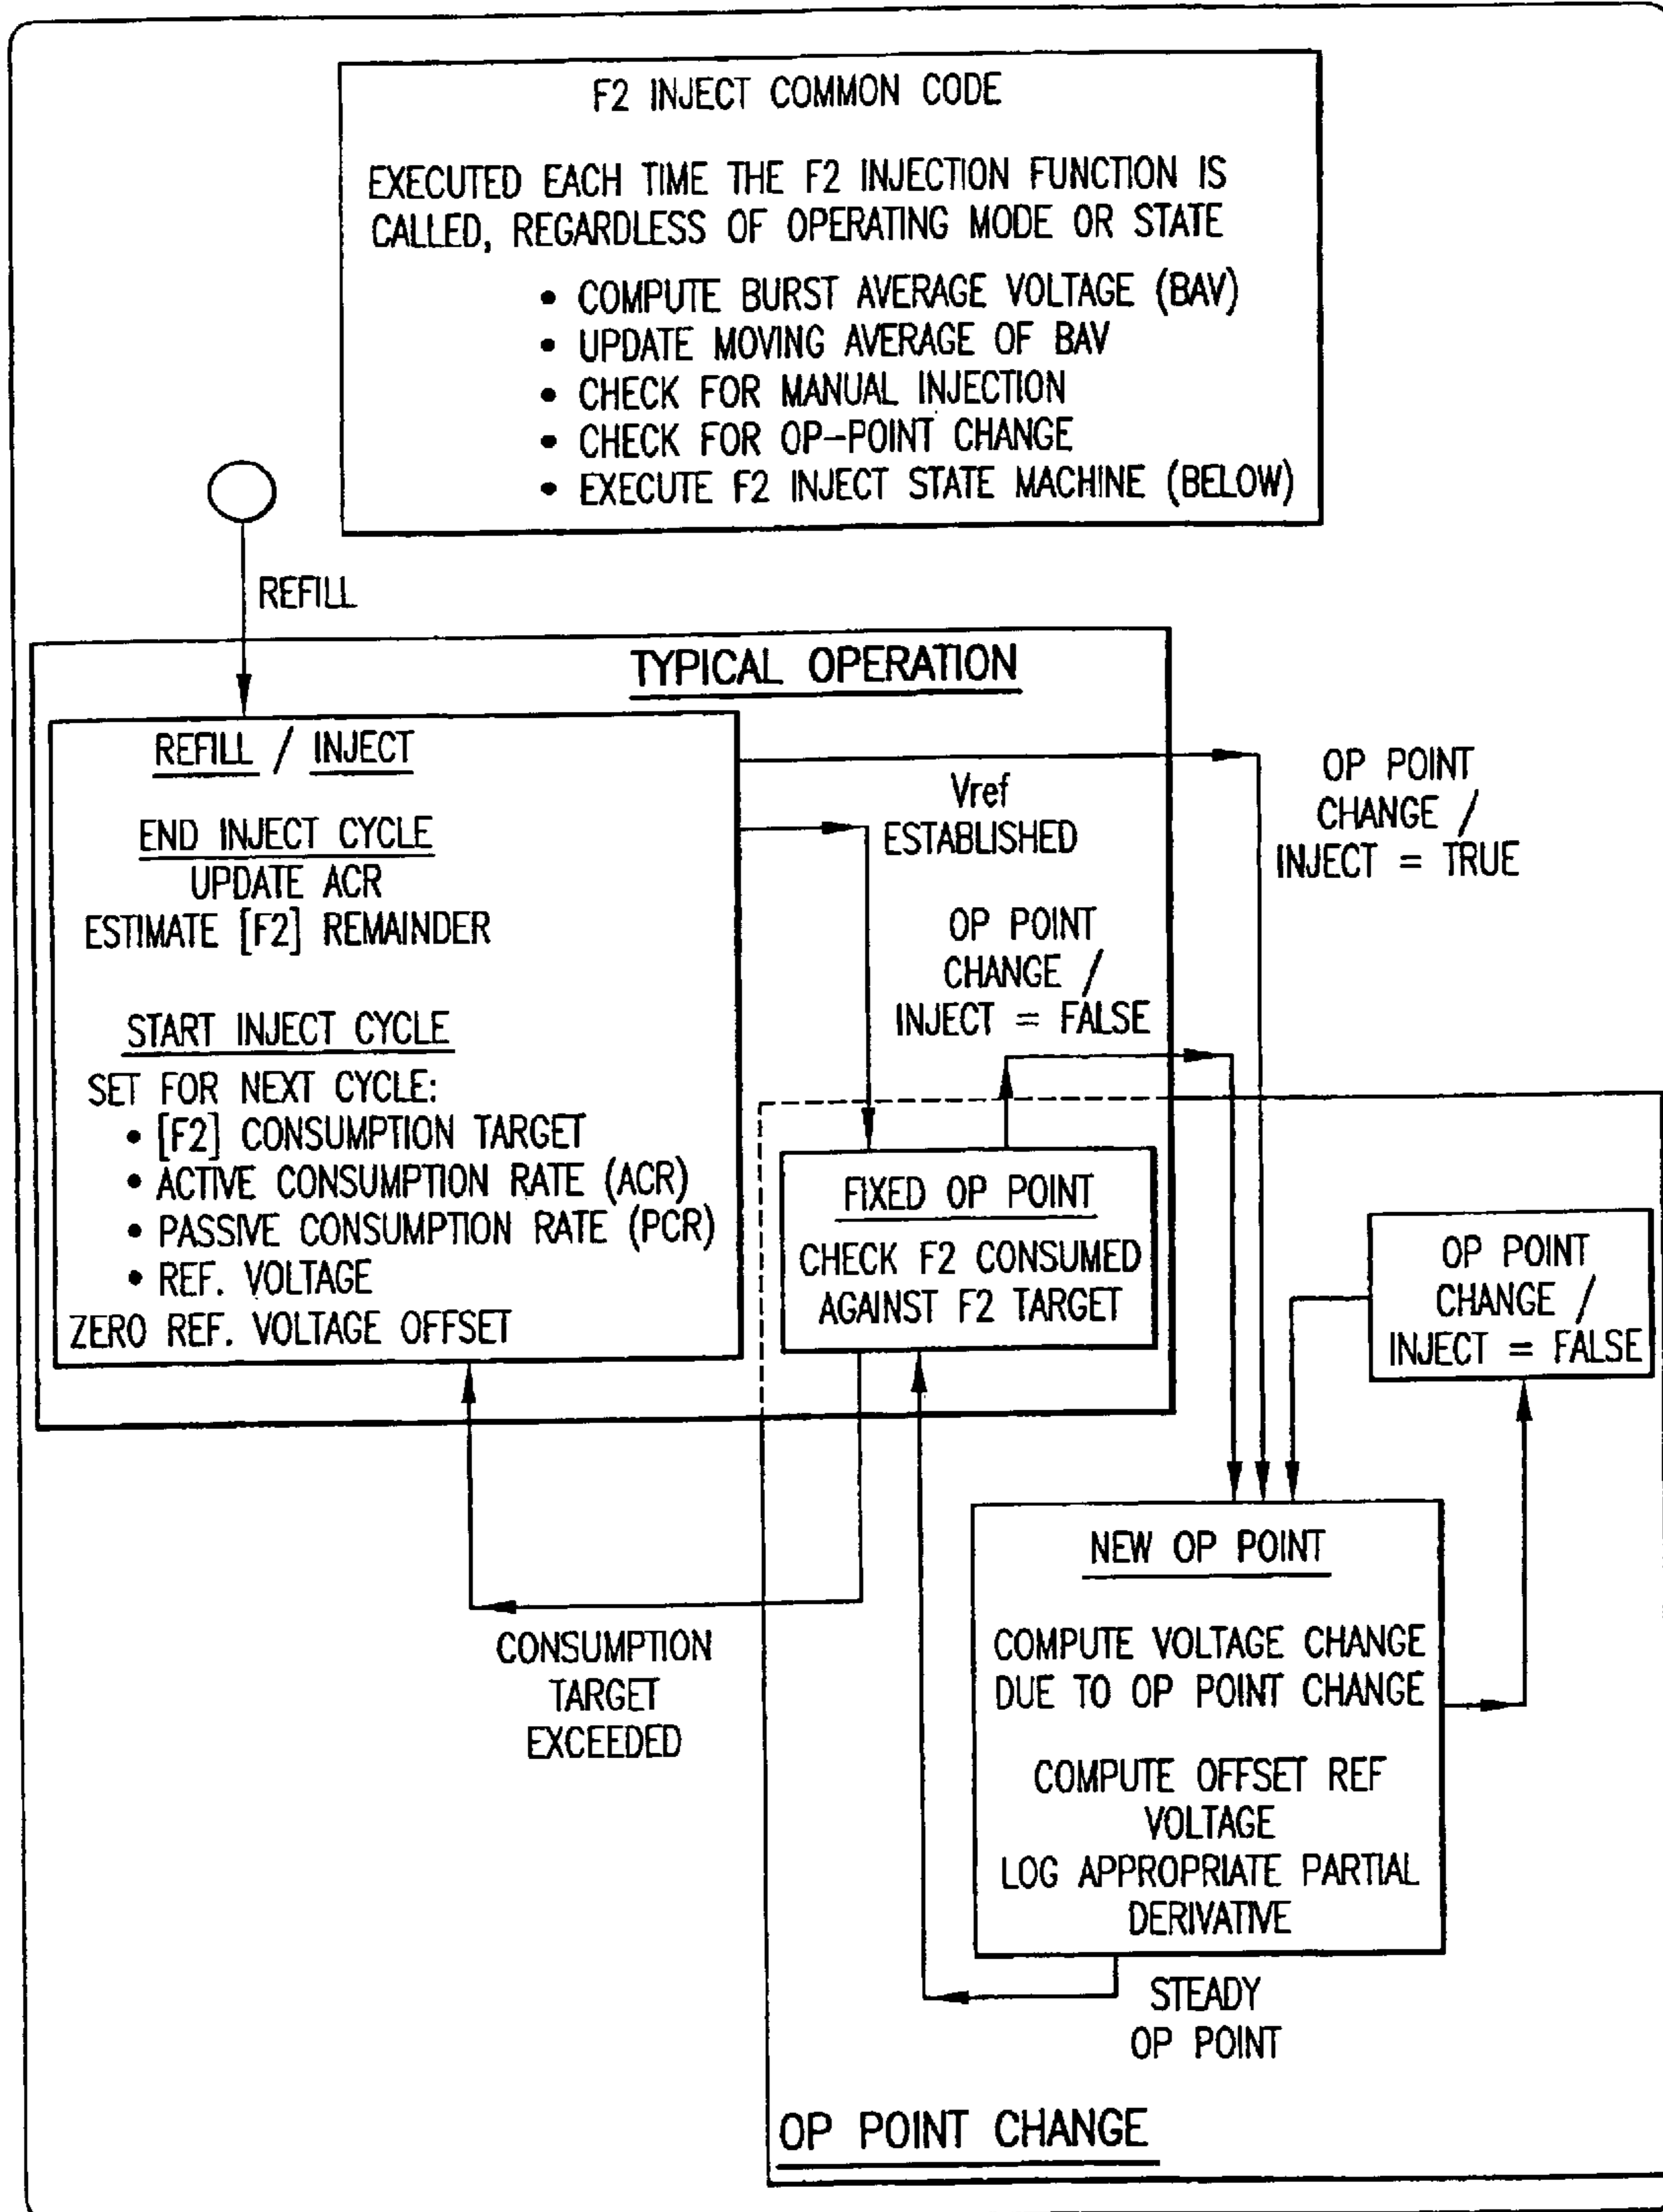 F2 INJECT COMMON CODE
EXECUTED EACH TIME THE F2 INJECTION FUNCTION IS
CALLED, REGARDLESS OF OPERATING MODE OR STATE
• COMPUTE BURST AVERAGE VOLTAGE (BAV)
• UPDATE MOVING AVERAGE OF BAV
• CHECK FOR MANUAL INJECTION
• CHECK FOR OP-POINT CHANGE
• EXECUTE F2 INJECT STATE MACHINE (BELOW)
REFILL
TYPICAL OPERATION
REFILL / INJECT
END INJECT CYCLE
UPDATE ACR
ESTIMATE [F2] REMAINDER
START INJECT CYCLE
SET FOR NEXT CYCLE:
• [F2] CONSUMPTION TARGET
• ACTIVE CONSUMPTION RATE (ACR)
• PASSIVE CONSUMPTION RATE (PCR)
• REF. VOLTAGE
ZERO REF. VOLTAGE OFFSET
Vref
ESTABLISHED
OP POINT
CHANGE /
INJECT = TRUE
OP POINT
CHANGE /
INJECT = FALSE
FIXED OP POINT
CHECK F2 CONSUMED
AGAINST F2 TARGET
OP POINT
CHANGE /
INJECT = FALSE
CONSUMPTION
TARGET
EXCEEDED
NEW OP POINT
COMPUTE VOLTAGE CHANGE
DUE TO OP POINT CHANGE
COMPUTE OFFSET REF
VOLTAGE
LOG APPROPRIATE PARTIAL
DERIVATIVE
STEADY
OP POINT
OP POINT CHANGE